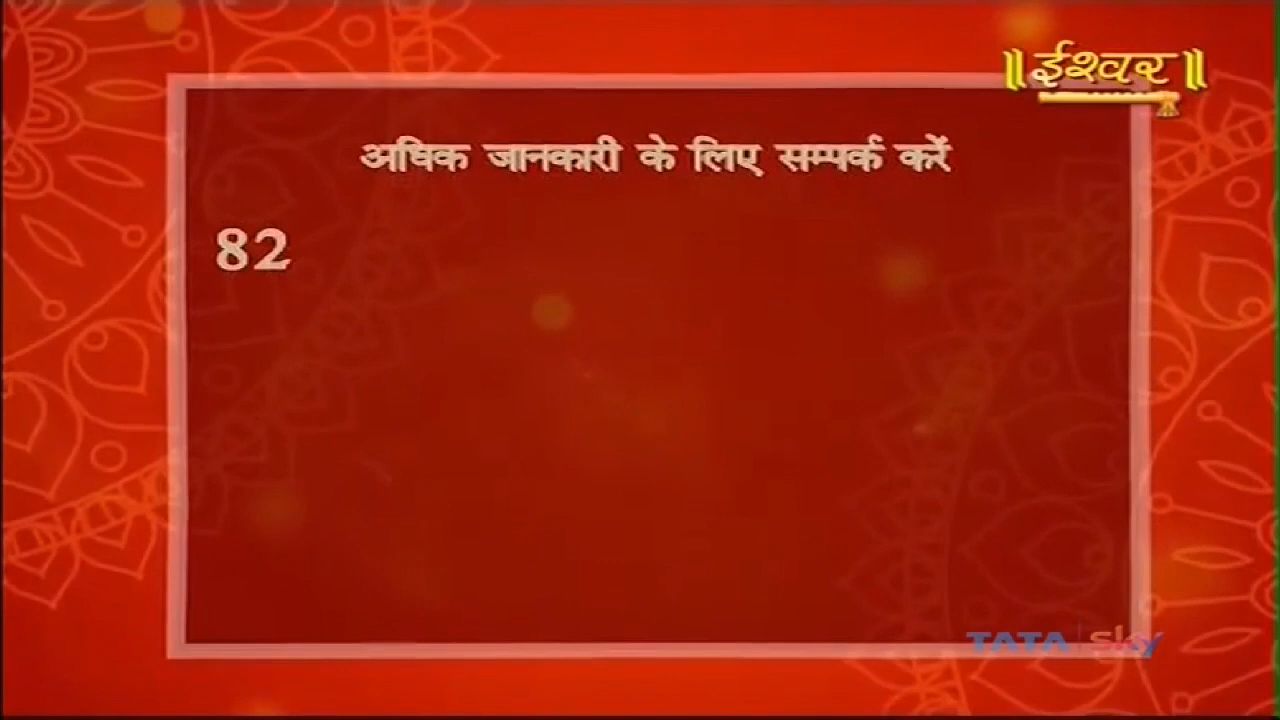 ॥ ईश्वर ॥
अधिक जानकारी के लिए सम्पर्क करें
82
TATA Sky